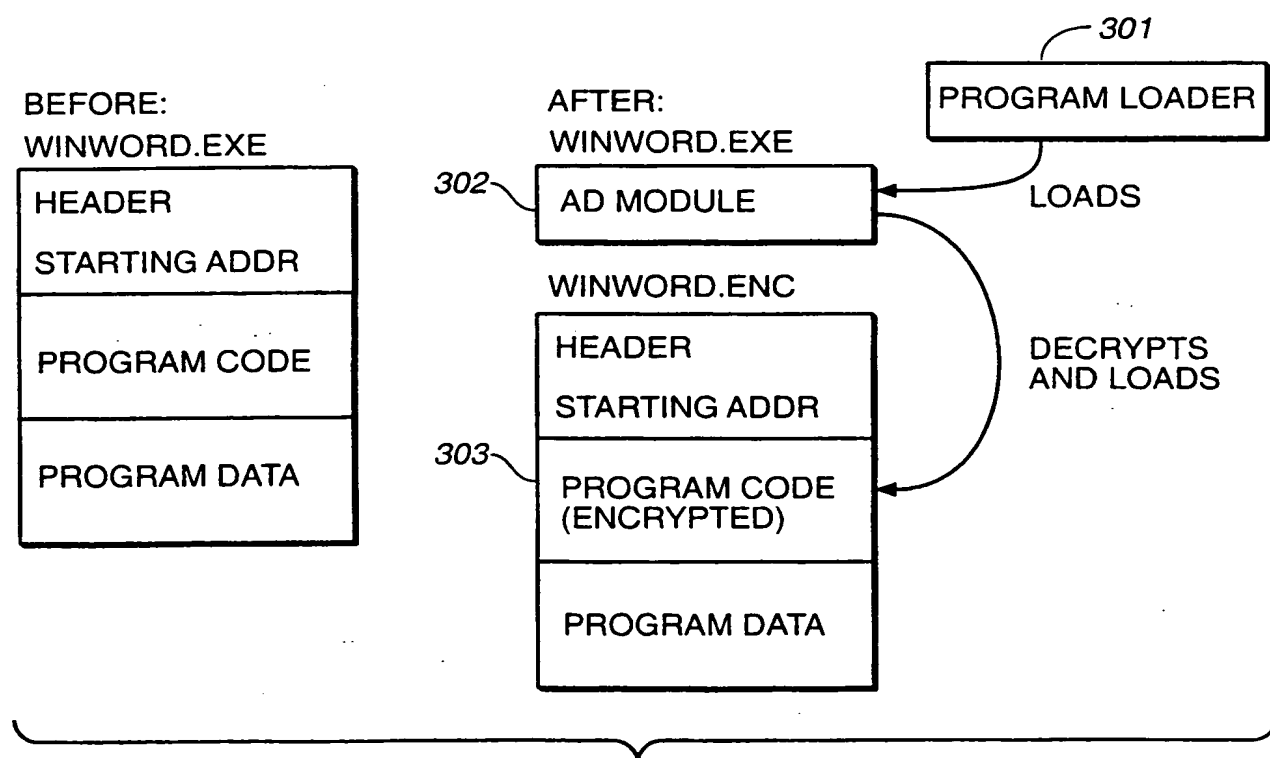 301
PROGRAM LOADER
BEFORE:
WINWORD.EXE
HEADER
STARTING ADDR
PROGRAM CODE
PROGRAM DATA
AFTER:
WINWORD.EXE
302
AD MODULE
LOADS
WINWORD.ENC
HEADER
STARTING ADDR
DECRYPTS
AND LOADS
303
PROGRAM CODE
(ENCRYPTED)
PROGRAM DATA